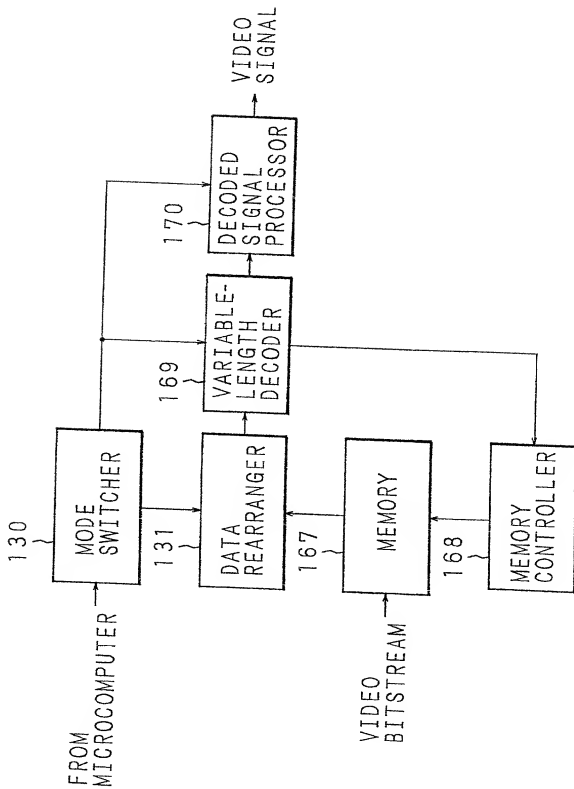 FROM
MICROCOMPUTER
130
MODE
SWITCHER
131
DATA
REARRANGER
169
VARIABLE-
LENGTH
DECODER
170
DECODED
SIGNAL
PROCESSOR
VIDEO
SIGNAL
VIDEO
BITSTREAM
167
MEMORY
168
MEMORY
CONTROLLER